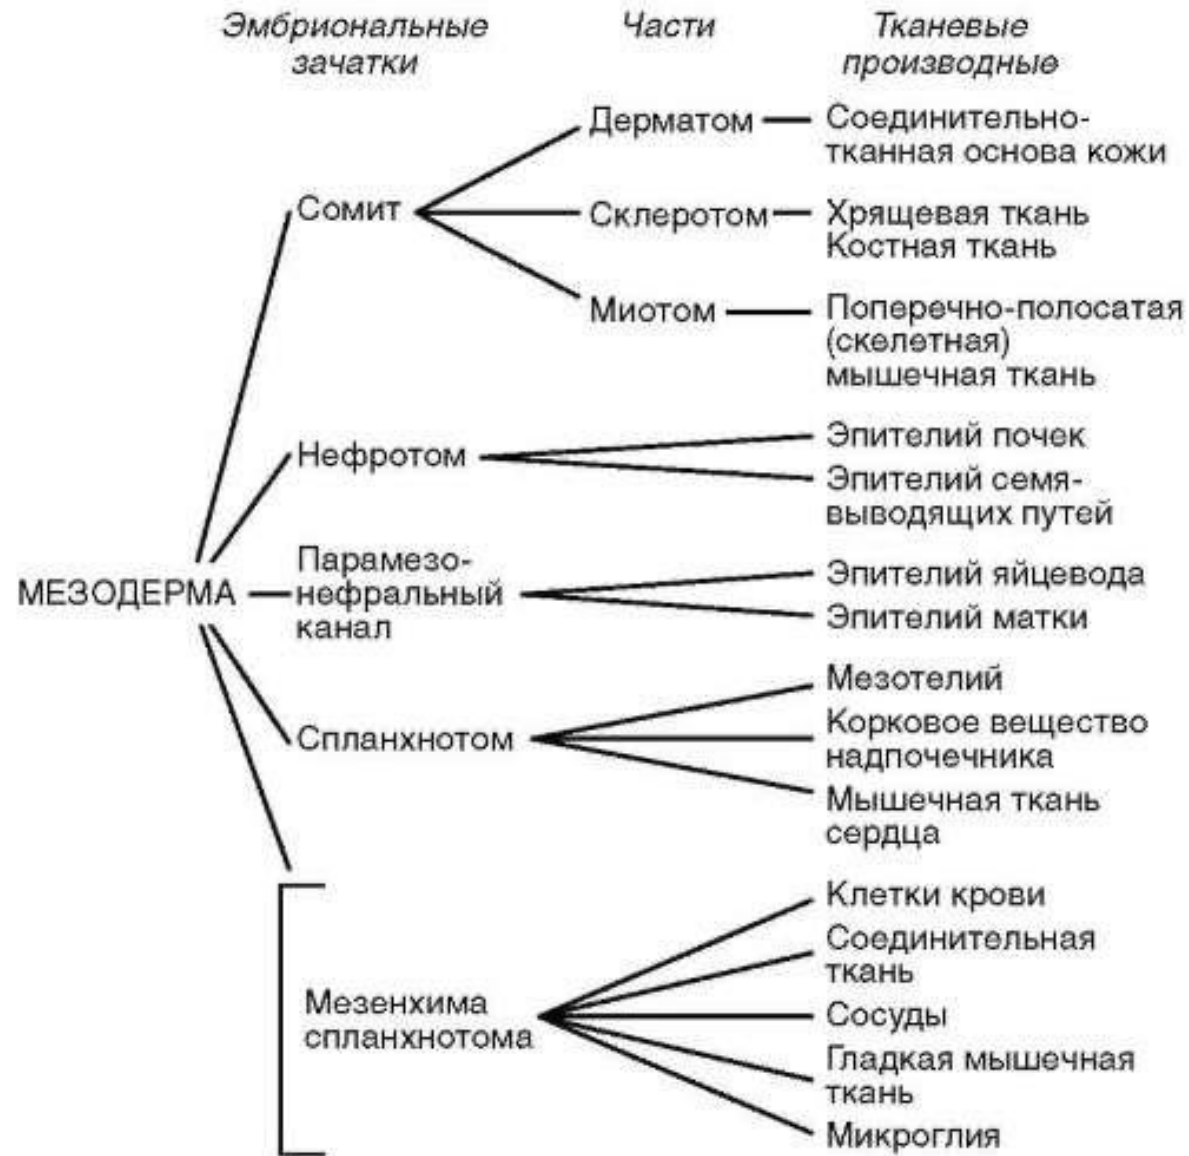 Эмбриональные
зачатки
Части
Тканевые
производные
Дерматом
Соединительно-
тканная основа кожи
Сомит
Склеротом
Хрящевая ткань
Костная ткань
Миотом
Поперечно-полосатая
(скелетная)
мышечная ткань
Нефротом
Эпителий почек
Эпителий семя-
выводящих путей
МЕЗОДЕРМА
Парамезо-
нефральный
канал
Эпителий яйцевода
Эпителий матки
Спланхнотом
Мезотелий
Корковое вещество
надпочечника
Мышечная ткань
сердца
Мезенхима
спланхнотома
Клетки крови
Соединительная
ткань
Сосуды
Гладкая мышечная
ткань
Микроглия